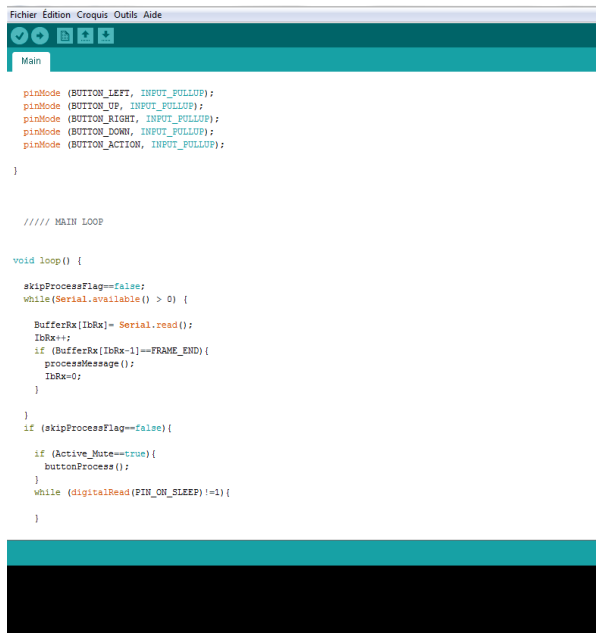 Fichier Édition Croquis Outils Aide
Main
pinMode (BUTTON_LEFT, INPUT_PULLUP);
pinMode (BUTTON_UP, INPUT_PULLUP);
pinMode (BUTTON_RIGHT, INPUT_PULLUP);
pinMode (BUTTON_DOWN, INPUT_PULLUP);
pinMode (BUTTON_ACTION, INPUT_PULLUP);
}
///// MAIN LOOP
void loop() {
skipProcessFlag==false;
while(Serial.available() > 0) {
BufferRx[IbRx]= Serial.read();
IbRx++;
if (BufferRx[IbRx-1]==FRAME_END){
processMessage();
IbRx=0;
}
}
if (skipProcessFlag==false){
if (Active_Mute==true){
buttonProcess();
}
while (digitalRead(PIN_ON_SLEEP)!=1){
}